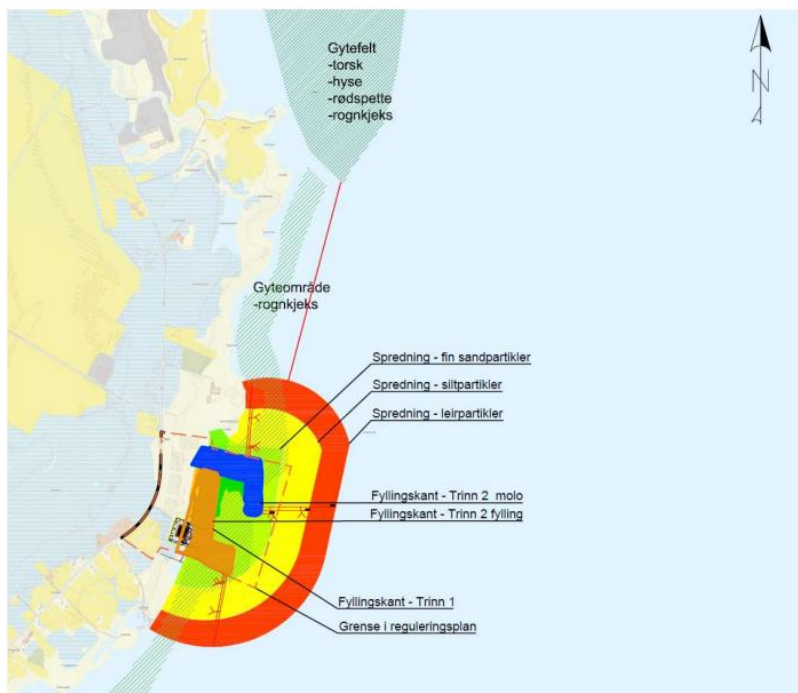 Gytefelt
-torsk
-hyse
-rødspette
-rognkjeks
N
Gyteområde
-rognkjeks
Spredning - fin sandpartikler
Spredning - siltpartikler
Spredning - leirpartikler
Fyllingskant - Trinn 2 molo
Fyllingskant - Trinn 2 fylling
Fyllingskant - Trinn 1
Grense i reguleringsplan